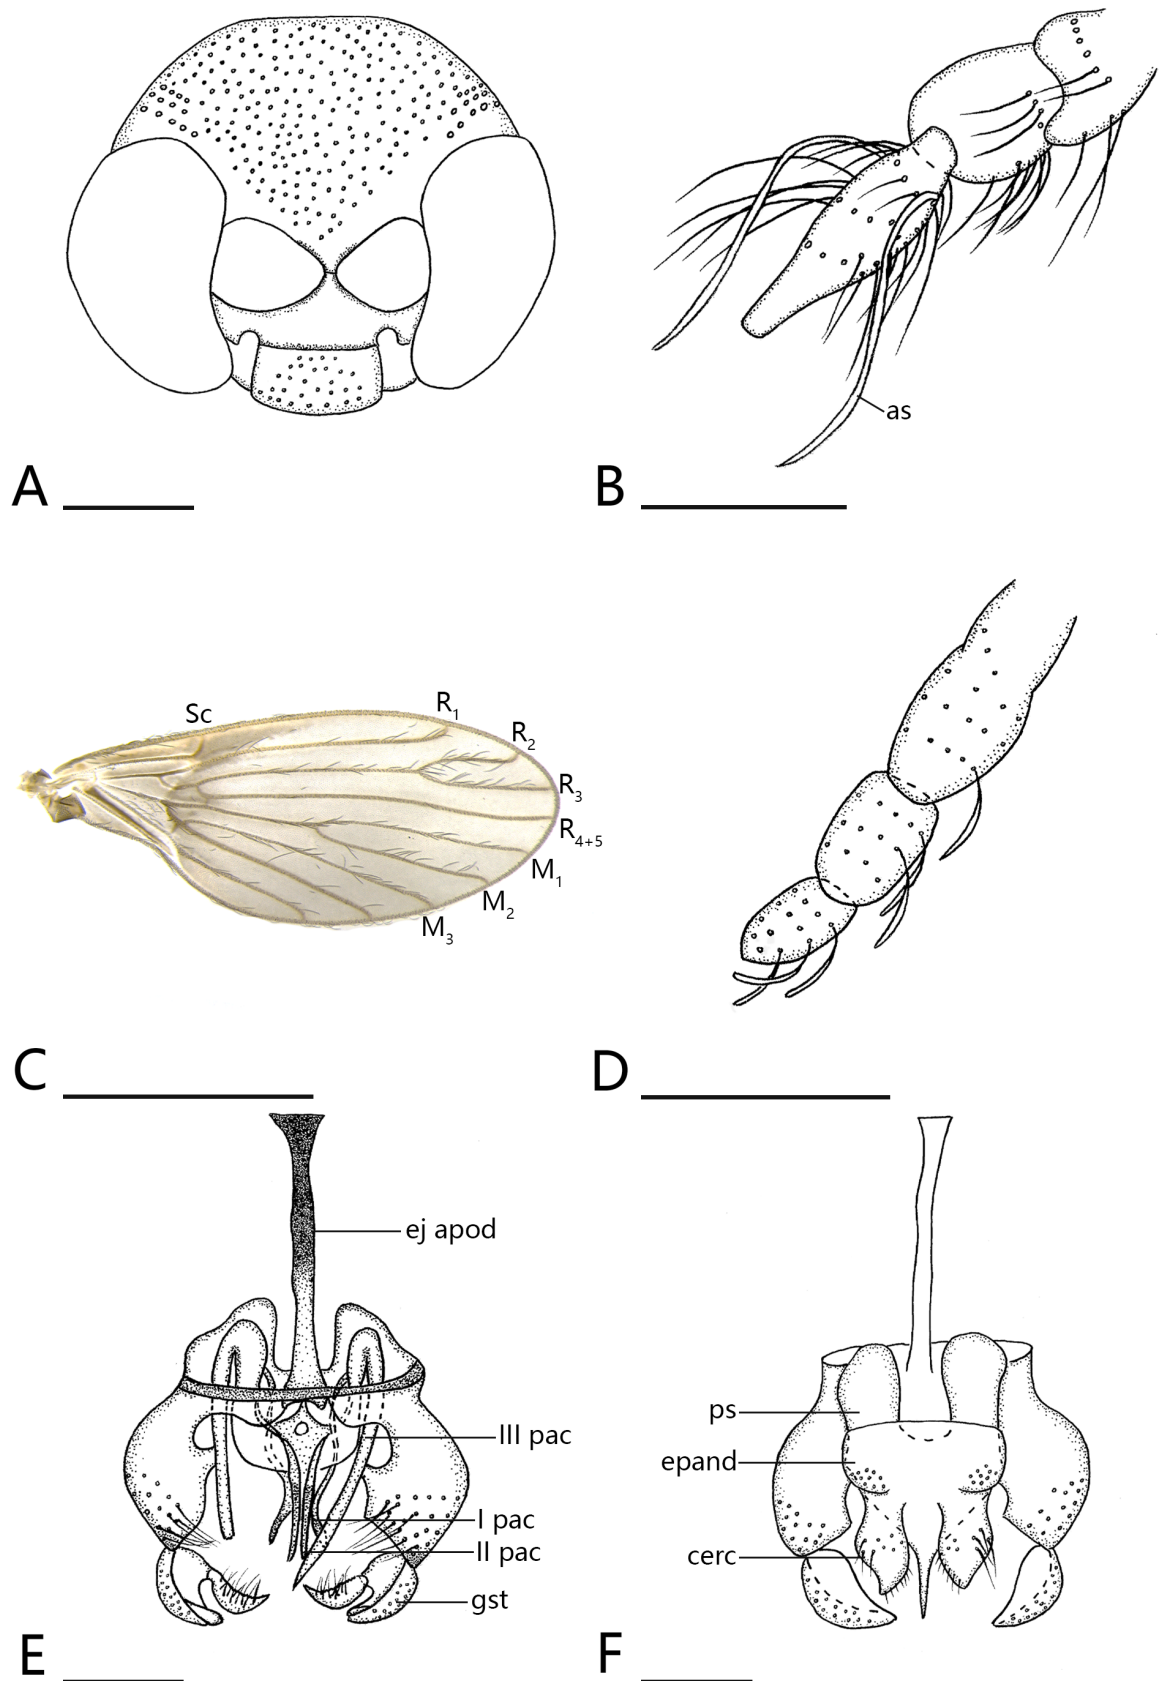 as
A
B
Sc
R1
R2
R3
R4+5
M1
M2
M3
C
D
ej apod
III pac
I pac
II pac
gst
E
ps
epand
cerc
F